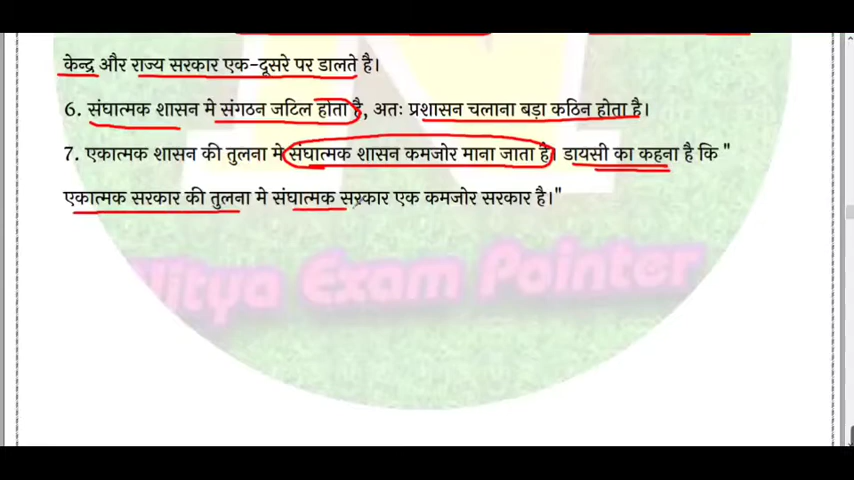 केन्द्र और राज्य सरकार एक-दूसरे पर डालते है।
6. संघात्मक शासन मे संगठन जटिल होता है, अतः प्रशासन चलाना बड़ा कठिन होता है।
7. एकात्मक शासन की तुलना मे संघात्मक शासन कमजोर माना जाता है। डायसी का कहना है कि "
एकात्मक सरकार की तुलना मे संघात्मक सरकार एक कमजोर सरकार है।"
Nitya Exam Pointer